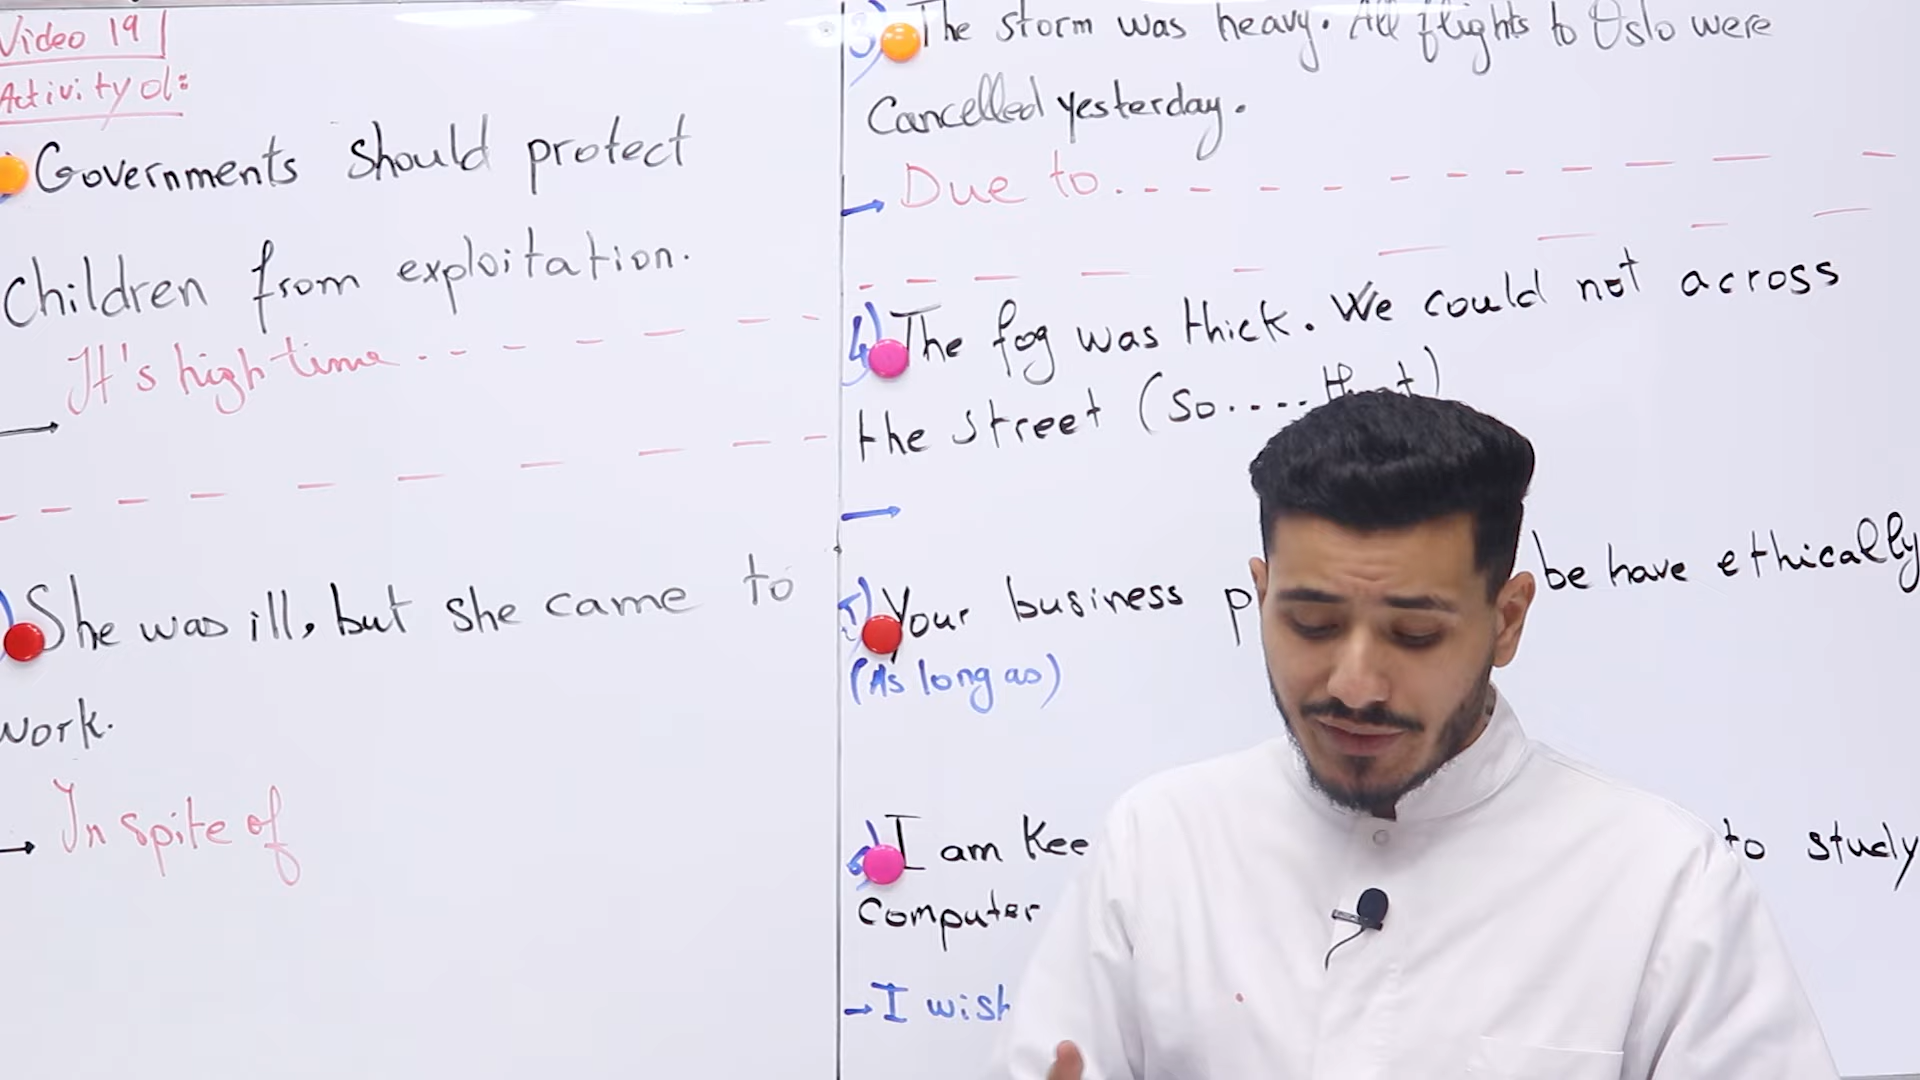 Video 19
Activity 01:
Governments should protect
Children from exploitation.
It's high time
She was ill, but she came to
work.
In spite of
3) The storm was heavy. All flights to Oslo were
Cancelled yesterday.
Due to
4) The fog was thick. We could not across
the street (so.... that)
Your business be have ethically
(As long as)
I am to study
computer
I wish